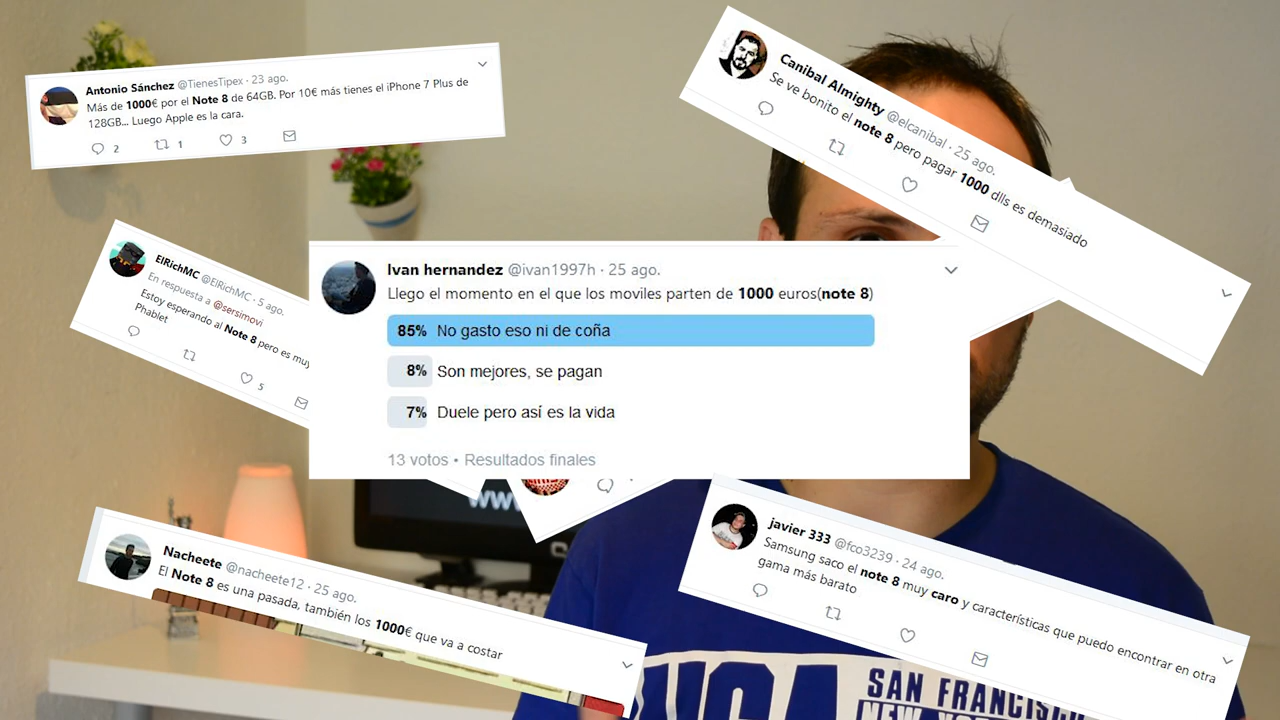 Antonio Sánchez @TienesTipex · 23 ago.
Más de 1000€ por el Note 8 de 64GB. Por 10€ más tienes el iPhone 7 Plus de
128GB... Luego Apple es la cara.
2 1 3
Canibal Almighty @elcanibal · 25 ago.
Se ve bonito el note 8 pero pagar 1000 dlls es demasiado
ElRichMC @ElRichMC · 5 ago.
En respuesta a @sersimovi
Estoy esperando al Note 8 pero es muy
Phablet
5
Ivan hernandez @ivan1997h · 25 ago.
Llego el momento en el que los moviles parten de 1000 euros(note 8)
85% No gasto eso ni de coña
8% Son mejores, se pagan
7% Duele pero así es la vida
13 votos • Resultados finales
Nacheete @nacheete12 · 25 ago.
El Note 8 es una pasada, también los 1000€ que va a costar
javier 333 @fco3239 · 24 ago.
Samsung saco el note 8 muy caro y características que puedo encontrar en otra
gama más barato
SAN FRANCISCO